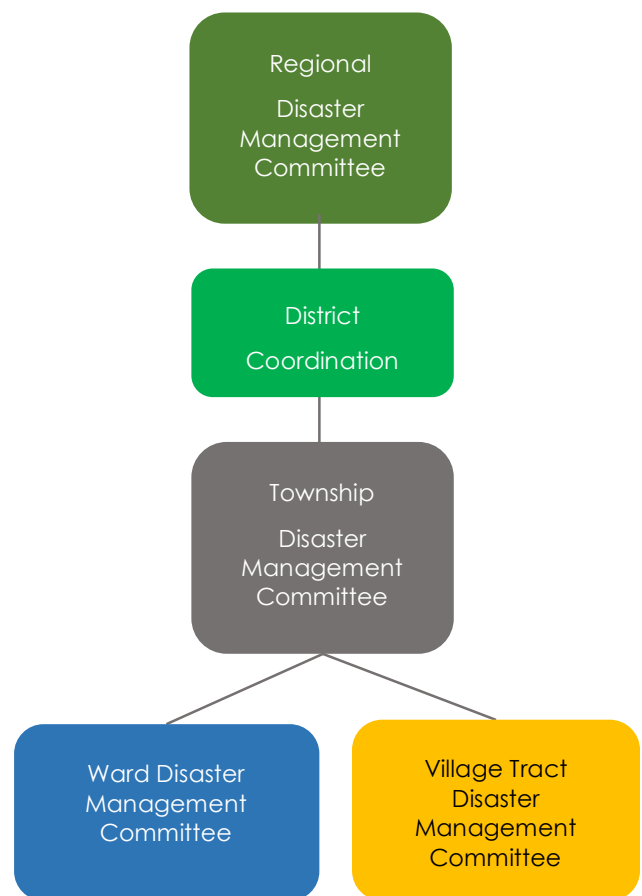 Regional
Disaster
Management
Committee
District
Coordination
Township
Disaster
Management
Committee
Ward Disaster
Management
Committee
Village Tract
Disaster
Management
Committee